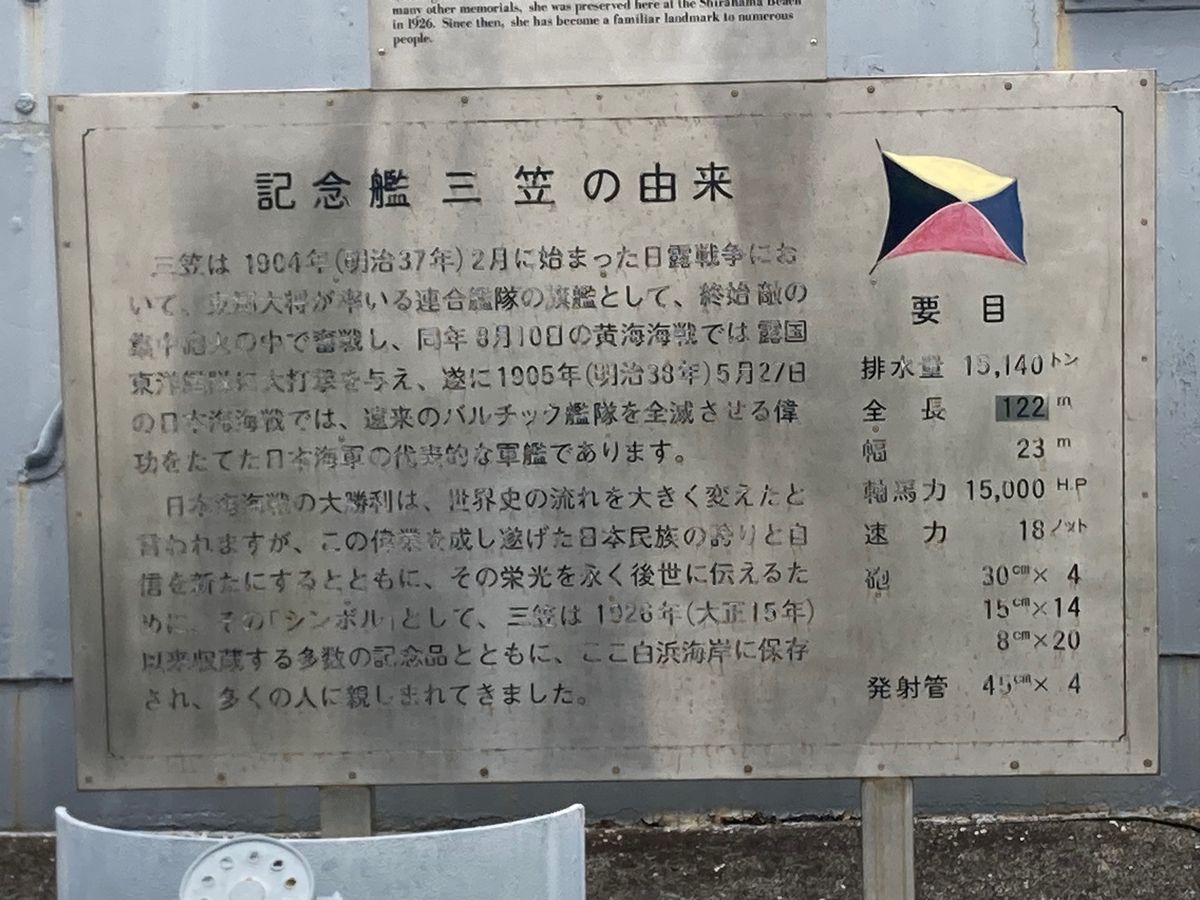 many other memorials, she was preserved here at the Shirahama Beach
in 1926. Since then, she has become a familiar landmark to numerous
people.
記念艦 三笠の由来
三笠は 1904年(明治37年)2月に始まった日露戦争にお
いて、東郷大将が率いる連合艦隊の旗艦として、終始敵の
集中砲火の中で奮戦し、同年8月10日の黄海海戦では露国
東洋艦隊に大打撃を与え、遂に1905年(明治38年)5月27日
の日本海海戦では、遠来のバルチック艦隊を全滅させる偉
功をたてた日本海軍の代表的な軍艦であります。
日本海海戦の大勝利は、世界史の流れを大きく変えたと
言われますが、この偉業を成し遂げた日本民族の誇りと自
信を新たにするとともに、その栄光を永く後世に伝えるた
めに、その「シンボル」として、三笠は 1926年(大正15年)
以来収蔵する多数の記念品とともに、ここ白浜海岸に保存
され、多くの人に親しまれてきました。
要目
排水量 15,140トン
全長 122m
幅 23m
軸馬力 15,000H.P
速力 18ノット
砲 30cm×4
15cm×14
8cm×20
発射管 45cm×4